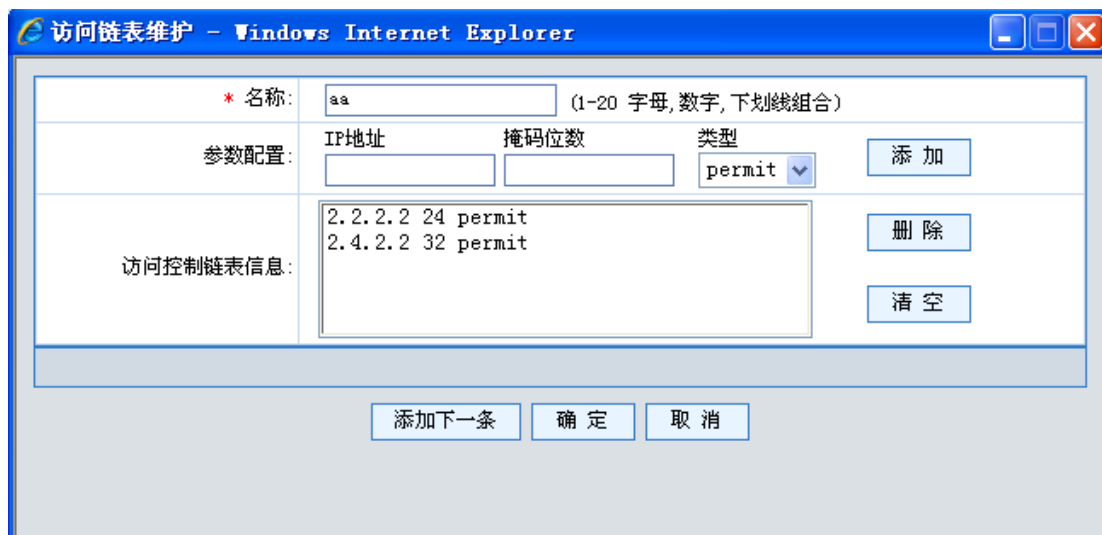 访问链表维护 - Windows Internet Explorer
* 名称: aa (1-20 字母,数字,下划线组合)
IP地址 掩码位数 类型
参数配置: permit 添 加
2.2.2.2 24 permit
2.4.2.2 32 permit
删 除
访问控制链表信息:
清 空
添加下一条 确 定 取 消